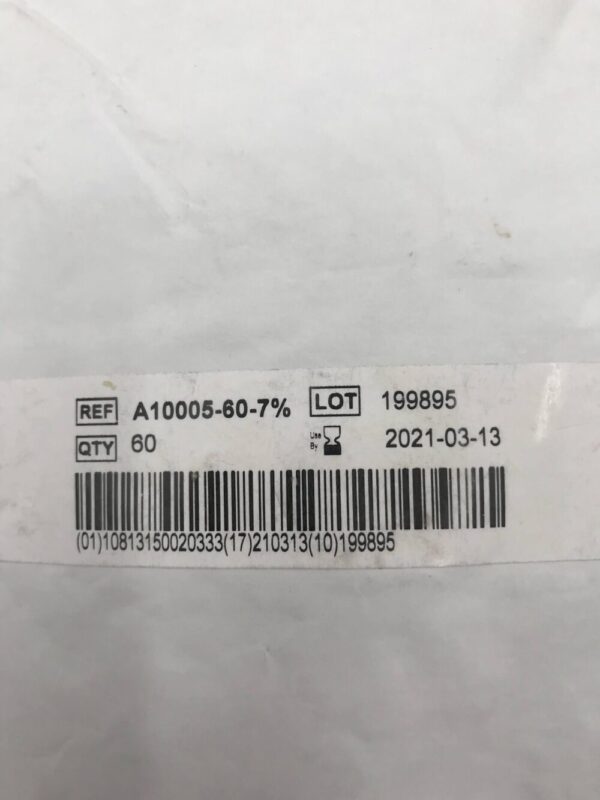 REF A10005-60-7% LOT 199895
QTY 60 Use By 2021-03-13
(01)10813150020333(17)210313(10)199895